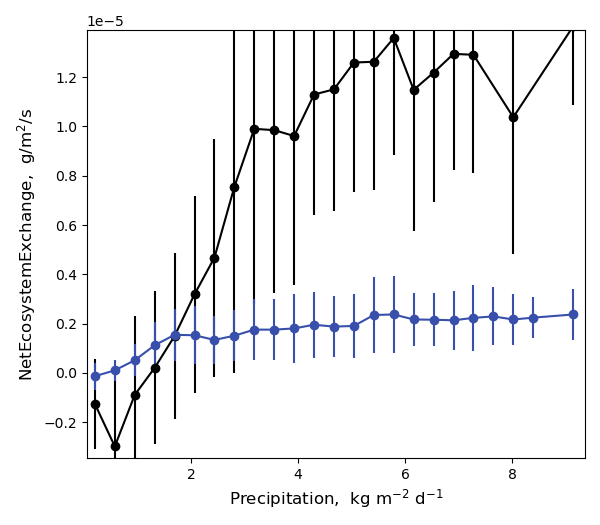 1e−5
1.2
1.0
0.8
0.6
0.4
0.2
0.0
−0.2
NetEcosystemExchange, g/m²/s
2 4 6 8
Precipitation, kg m⁻² d⁻¹